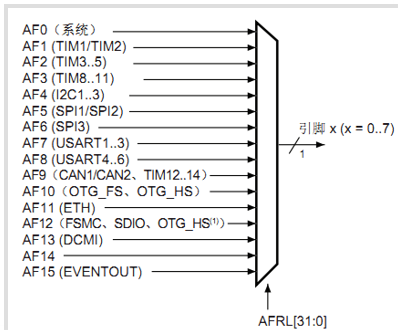 AF0（系统）
AF1 (TIM1/TIM2)
AF2 (TIM3..5)
AF3 (TIM8..11)
AF4 (I2C1..3)
AF5 (SPI1/SPI2)
AF6 (SPI3)
AF7 (USART1..3)
AF8 (USART4..6)
AF9（CAN1/CAN2、TIM12..14）
AF10（OTG_FS、OTG_HS）
AF11 (ETH)
AF12（FSMC、SDIO、OTG_HS(1)）
AF13 (DCMI)
AF14
AF15 (EVENTOUT)
引脚 x (x = 0..7)
1
AFRL[31:0]